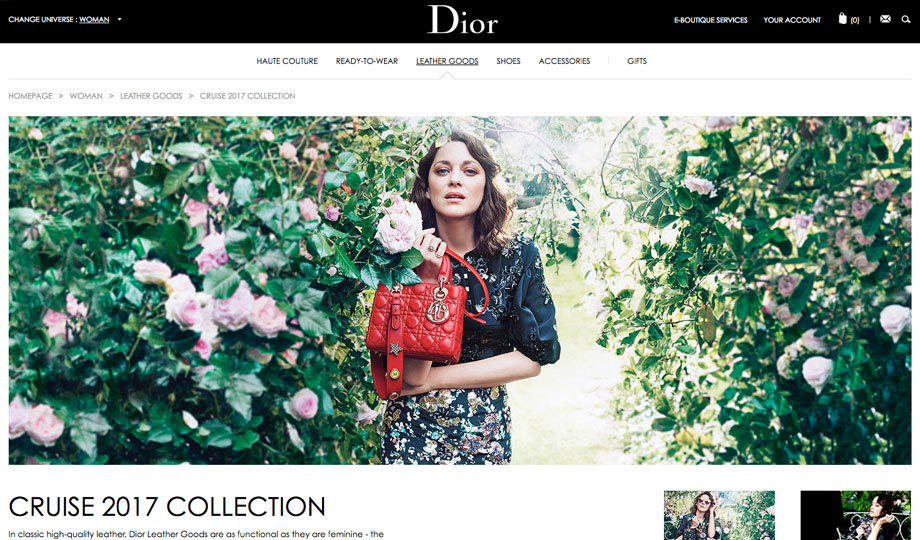 CHANGE UNIVERSE : WOMAN
Dior
E-BOUTIQUE SERVICES YOUR ACCOUNT (0)
HAUTE COUTURE READY-TO-WEAR LEATHER GOODS SHOES ACCESSORIES GIFTS
HOMEPAGE > WOMAN > LEATHER GOODS > CRUISE 2017 COLLECTION
CRUISE 2017 COLLECTION
In classic high-quality leather, Dior Leather Goods are as functional as they are feminine - the